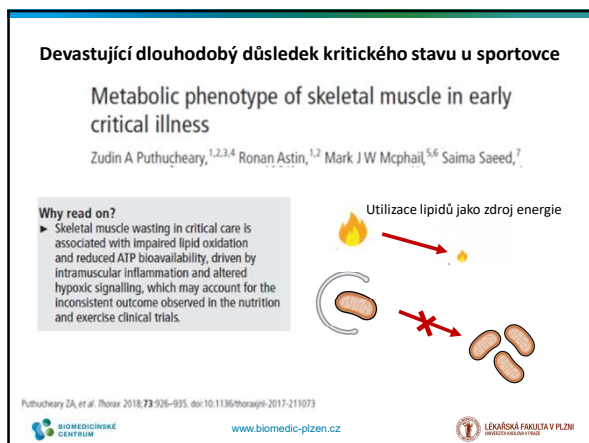 Devastující dlouhodobý důsledek kritického stavu u sportovce
Metabolic phenotype of skeletal muscle in early
critical illness
Zudin A Puthucheary,1,2,3,4 Ronan Astin,1,2 Mark J W Mcphail,5,6 Saima Saeed,7
Why read on?
► Skeletal muscle wasting in critical care is
associated with impaired lipid oxidation
and reduced ATP bioavailability, driven by
intramuscular inflammation and altered
hypoxic signalling, which may account for the
inconsistent outcome observed in the nutrition
and exercise clinical trials.
Utilizace lipidů jako zdroj energie
Puthucheary ZA, et al. Thorax 2018;73:926–935. doi:10.1136/thoraxjnl-2017-211073
BIOMEDICÍNSKÉ
CENTRUM
www.biomedic-plzen.cz
LÉKAŘSKÁ FAKULTA V PLZNI
UNIVERZITA KARLOVA V PRAZE